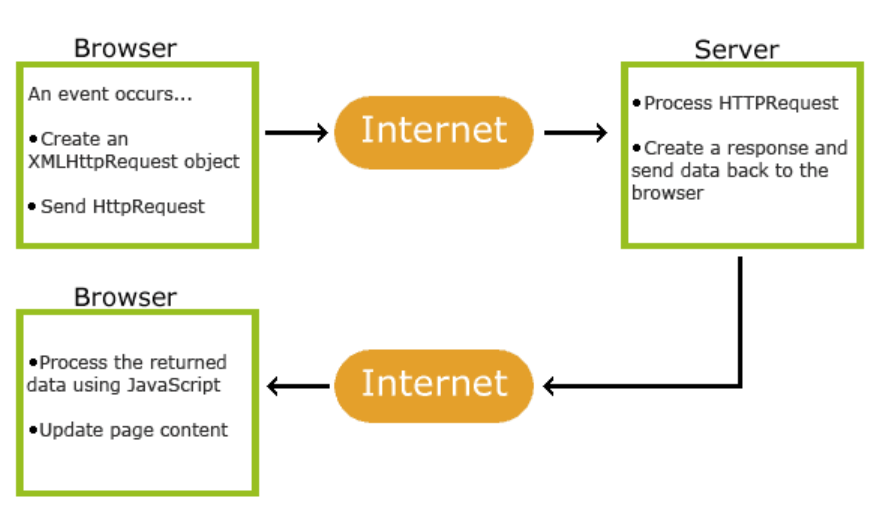 Browser
An event occurs...
•Create an
XMLHttpRequest object
• Send HttpRequest
Internet
Server
•Process HTTPRequest
•Create a response and
send data back to the
browser
Browser
•Process the returned
data using JavaScript
•Update page content
Internet